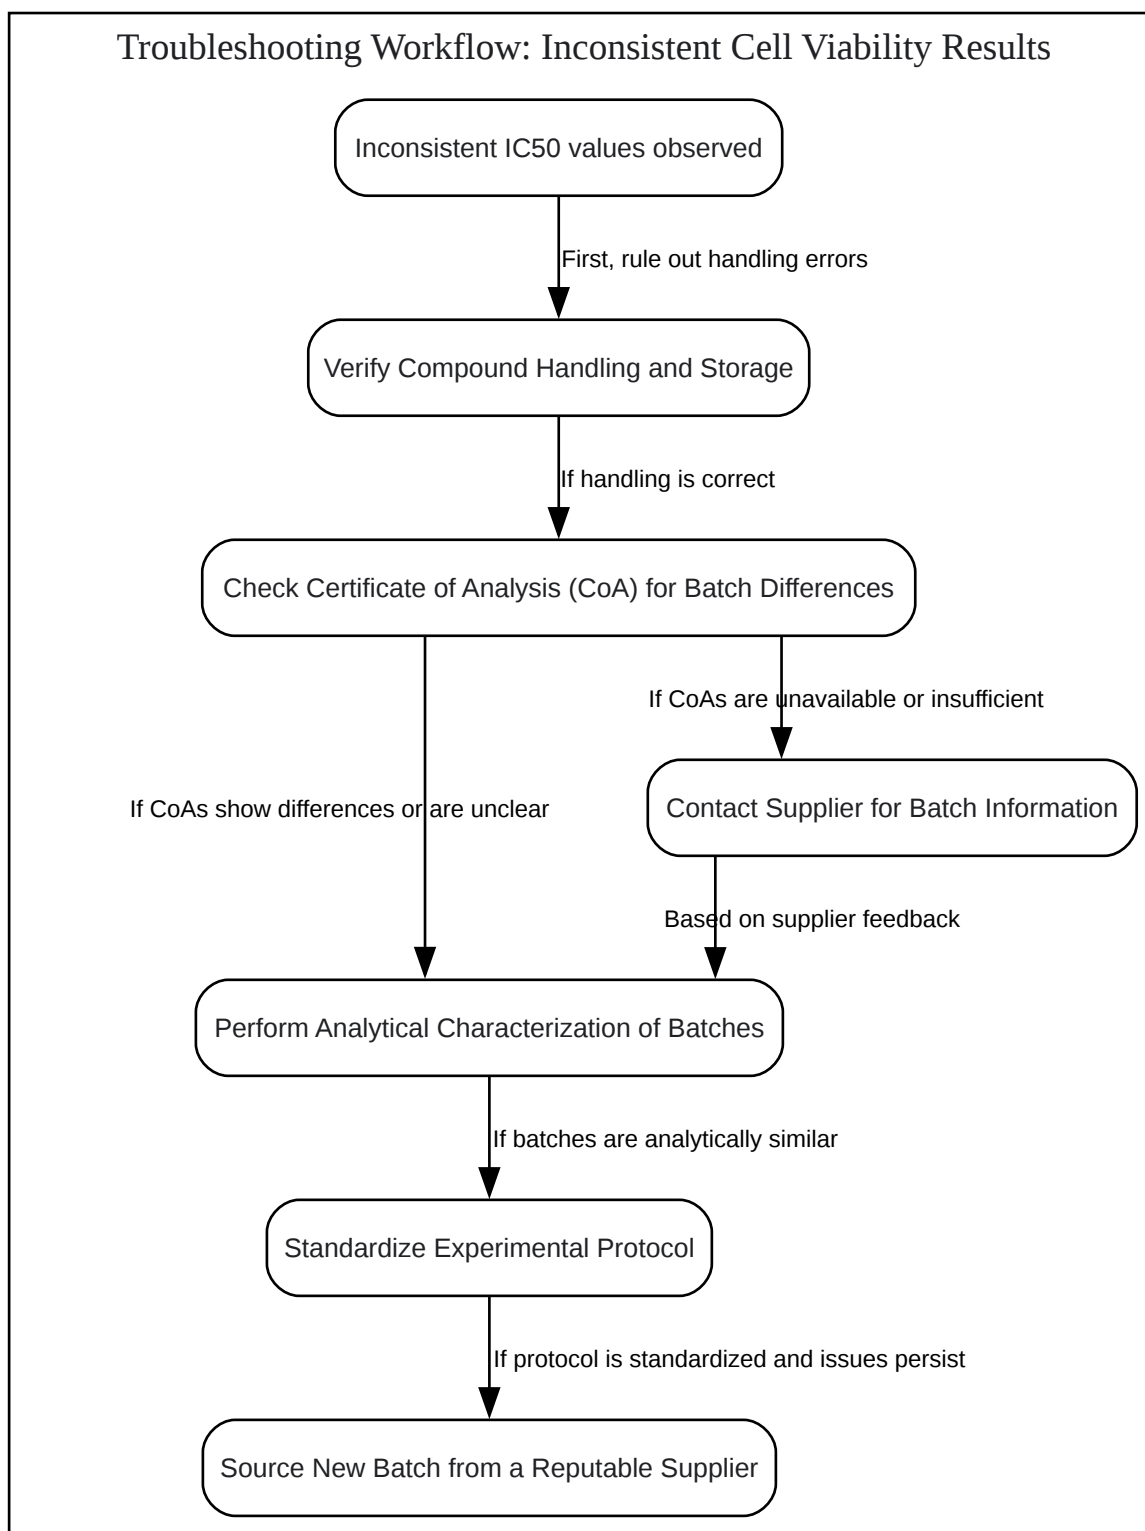 Troubleshooting Workflow: Inconsistent Cell Viability Results
Inconsistent IC50 values observed
First, rule out handling errors
Verify Compound Handling and Storage
If handling is correct
Check Certificate of Analysis (CoA) for Batch Differences
If CoAs are unavailable or insufficient
Contact Supplier for Batch Information
If CoAs show differences or are unclear
Based on supplier feedback
Perform Analytical Characterization of Batches
If batches are analytically similar
Standardize Experimental Protocol
If protocol is standardized and issues persist
Source New Batch from a Reputable Supplier